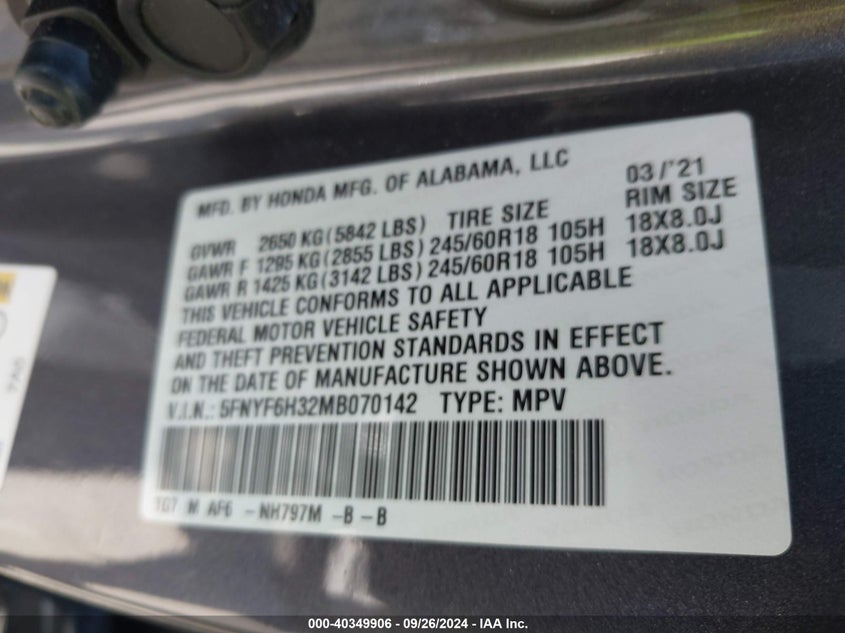 MFD. BY HONDA MFG. OF ALABAMA, LLC 03/'21
GVWR 2650 KG(5842 LBS) TIRE SIZE RIM SIZE
GAWR F 1295 KG(2855 LBS) 245/60R18 105H 18X8.0J
GAWR R 1425 KG(3142 LBS) 245/60R18 105H 18X8.0J
THIS VEHICLE CONFORMS TO ALL APPLICABLE
FEDERAL MOTOR VEHICLE SAFETY
AND THEFT PREVENTION STANDARDS IN EFFECT
ON THE DATE OF MANUFACTURE SHOWN ABOVE.
V.I.N.: 5FNYF6H32MB070142 TYPE: MPV
TG7 M AF6 -NH797M -B -B
7A0
000-40349906 - 09/26/2024 - IAA Inc.